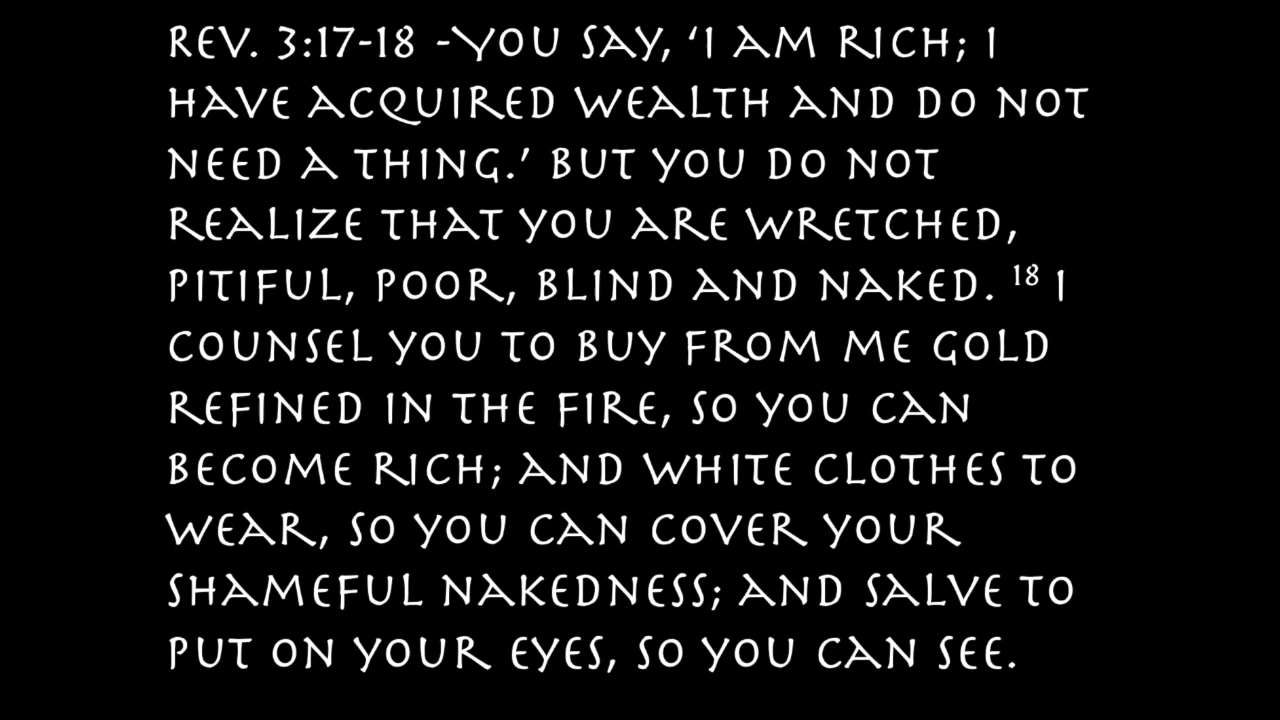 REV. 3:17-18 -YOU SAY, ‘I AM RICH; I
HAVE ACQUIRED WEALTH AND DO NOT
NEED A THING.’ BUT YOU DO NOT
REALIZE THAT YOU ARE WRETCHED,
PITIFUL, POOR, BLIND AND NAKED. 18 I
COUNSEL YOU TO BUY FROM ME GOLD
REFINED IN THE FIRE, SO YOU CAN
BECOME RICH; AND WHITE CLOTHES TO
WEAR, SO YOU CAN COVER YOUR
SHAMEFUL NAKEDNESS; AND SALVE TO
PUT ON YOUR EYES, SO YOU CAN SEE.